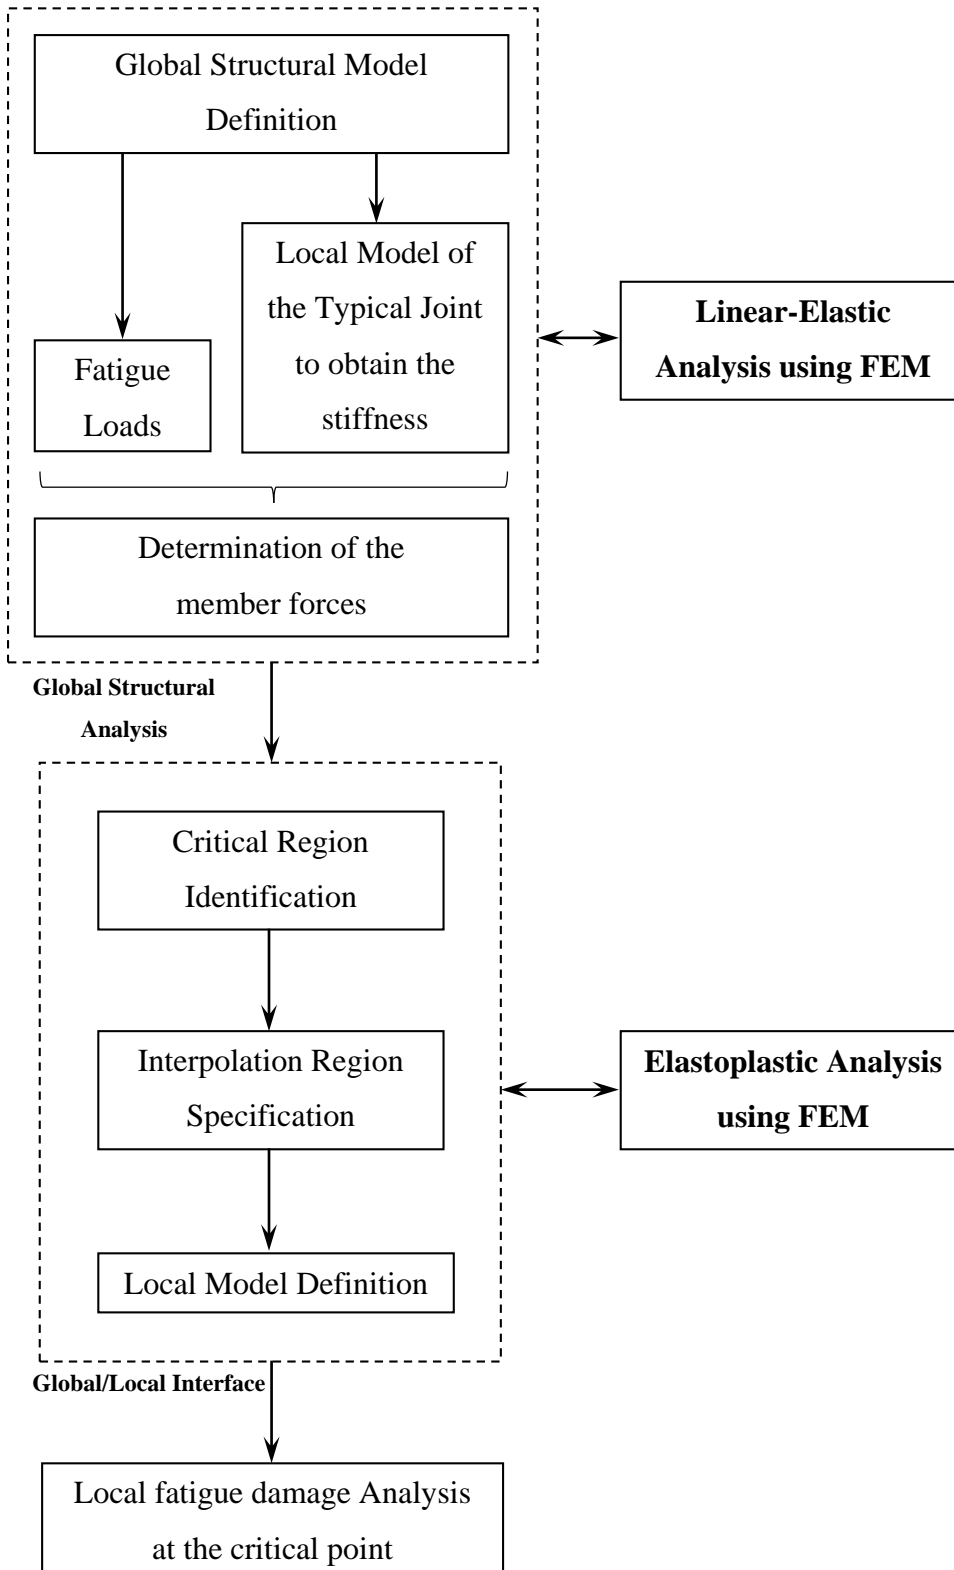 Global Structural Model
Definition
Local Model of
the Typical Joint
to obtain the
stiffness
Fatigue
Loads
Linear-Elastic
Analysis using FEM
Determination of the
member forces
Global Structural
Analysis
Critical Region
Identification
Interpolation Region
Specification
Elastoplastic Analysis
using FEM
Local Model Definition
Global/Local Interface
Local fatigue damage Analysis
at the critical point